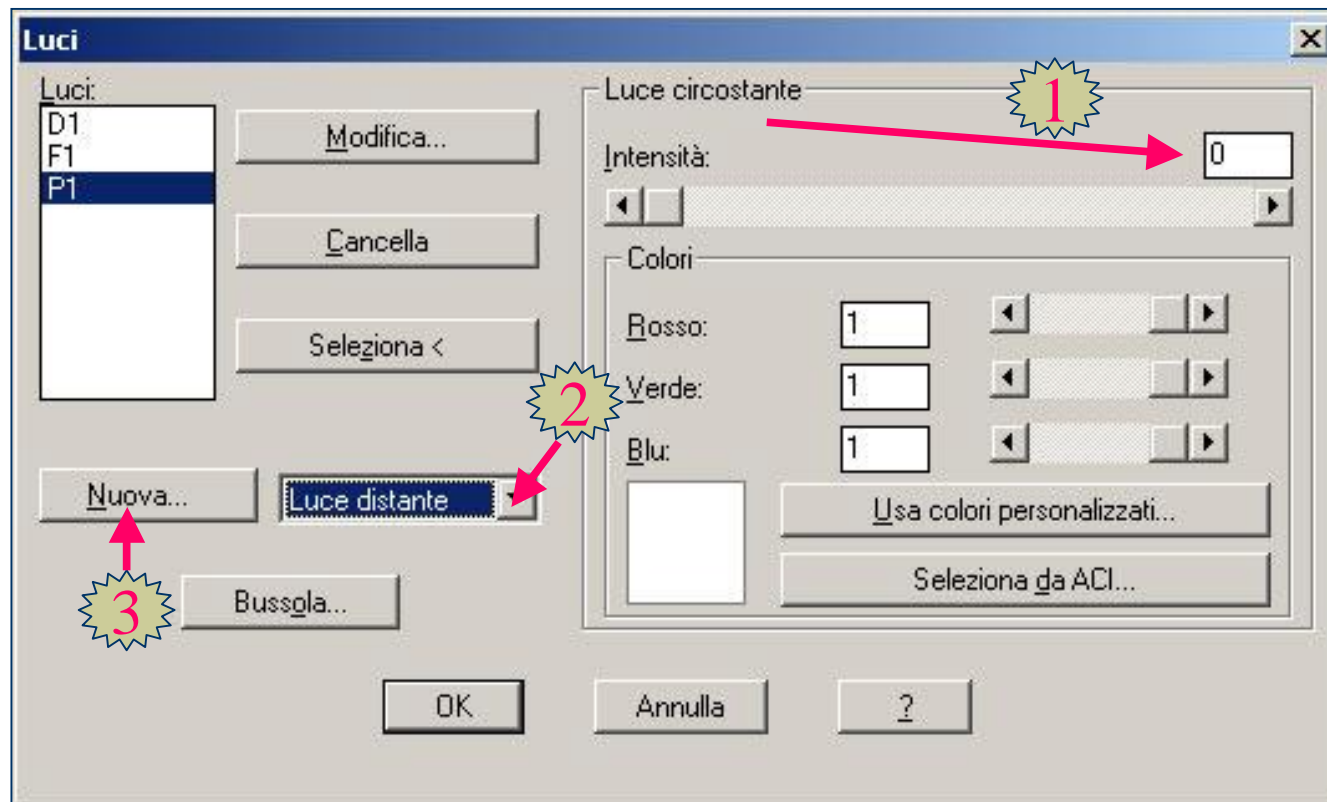 Luci
Luci:
D1
F1
P1
Modifica...
Cancella
Seleziona <
Nuova...
Luce distante
Bussola...
Luce circostante
1
Intensità:
0
Colori
Rosso:
1
Verde:
1
Blu:
1
Usa colori personalizzati...
Seleziona da ACI...
2
3
OK
Annulla
?